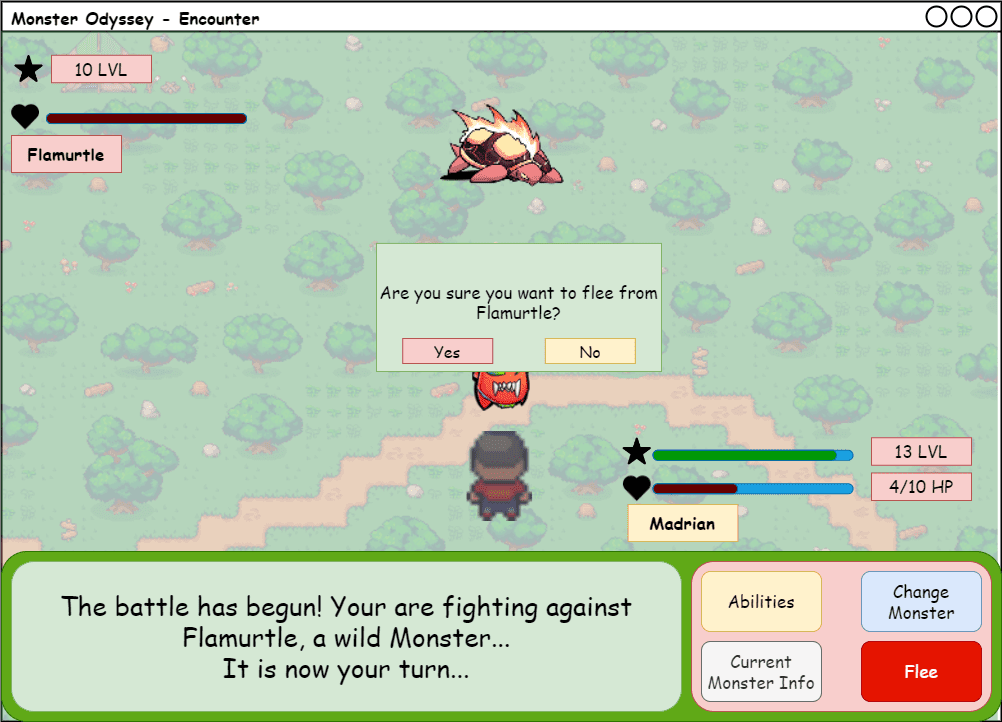 Monster Odyssey - Encounter
10 LVL
Flamurtle
Are you sure you want to flee from
Flamurtle?
Yes
No
13 LVL
4/10 HP
Madrian
The battle has begun! Your are fighting against
Flamurtle, a wild Monster...
It is now your turn...
Abilities
Change
Monster
Current
Monster Info
Flee